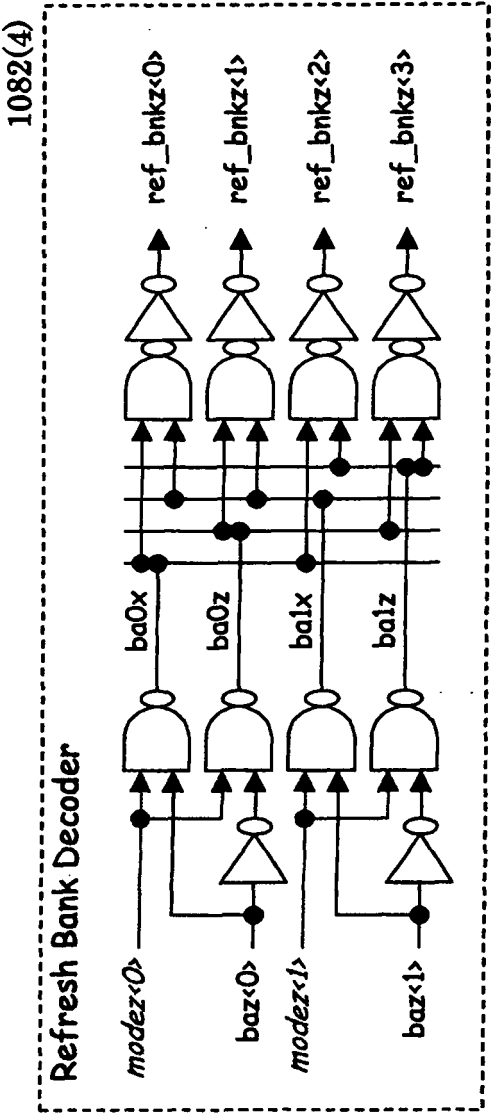 1082(4)
Refresh Bank Decoder
modez<0>
baz<0>
modez<1>
baz<1>
ba0x
ba0z
ba1x
ba1z
ref_bnkz<0>
ref_bnkz<1>
ref_bnkz<2>
ref_bnkz<3>